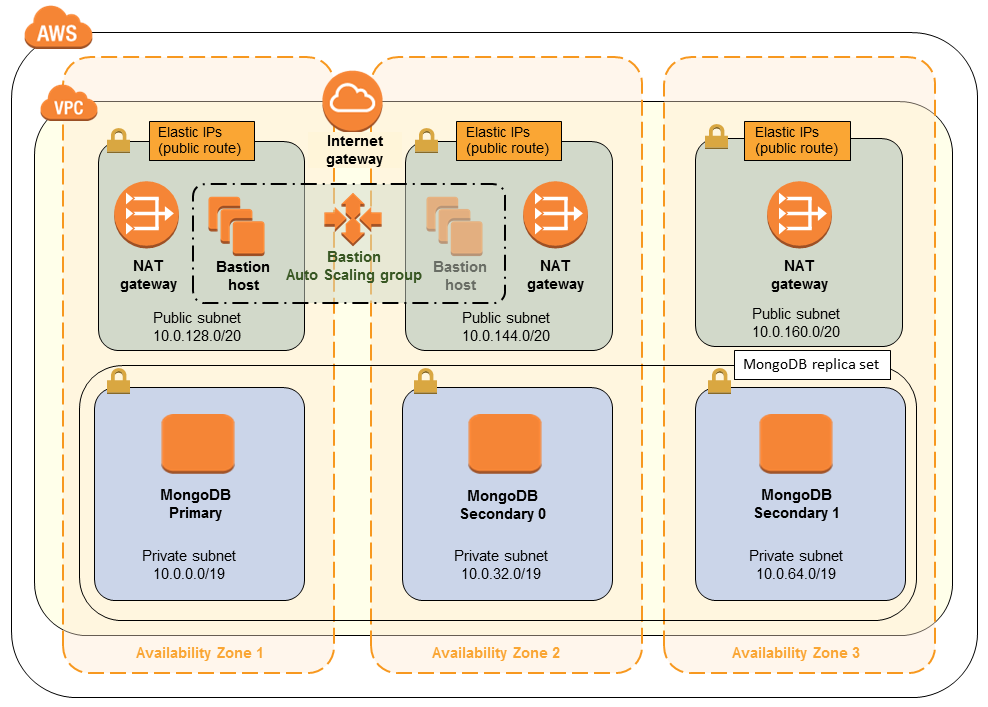 AWS
VPC
Internet
gateway
Elastic IPs
(public route)
Elastic IPs
(public route)
Elastic IPs
(public route)
NAT
gateway
Bastion
host
Bastion
Auto Scaling group
Bastion
host
NAT
gateway
NAT
gateway
Public subnet
10.0.128.0/20
Public subnet
10.0.144.0/20
Public subnet
10.0.160.0/20
MongoDB replica set
MongoDB
Primary
Private subnet
10.0.0.0/19
MongoDB
Secondary 0
Private subnet
10.0.32.0/19
MongoDB
Secondary 1
Private subnet
10.0.64.0/19
Availability Zone 1
Availability Zone 2
Availability Zone 3